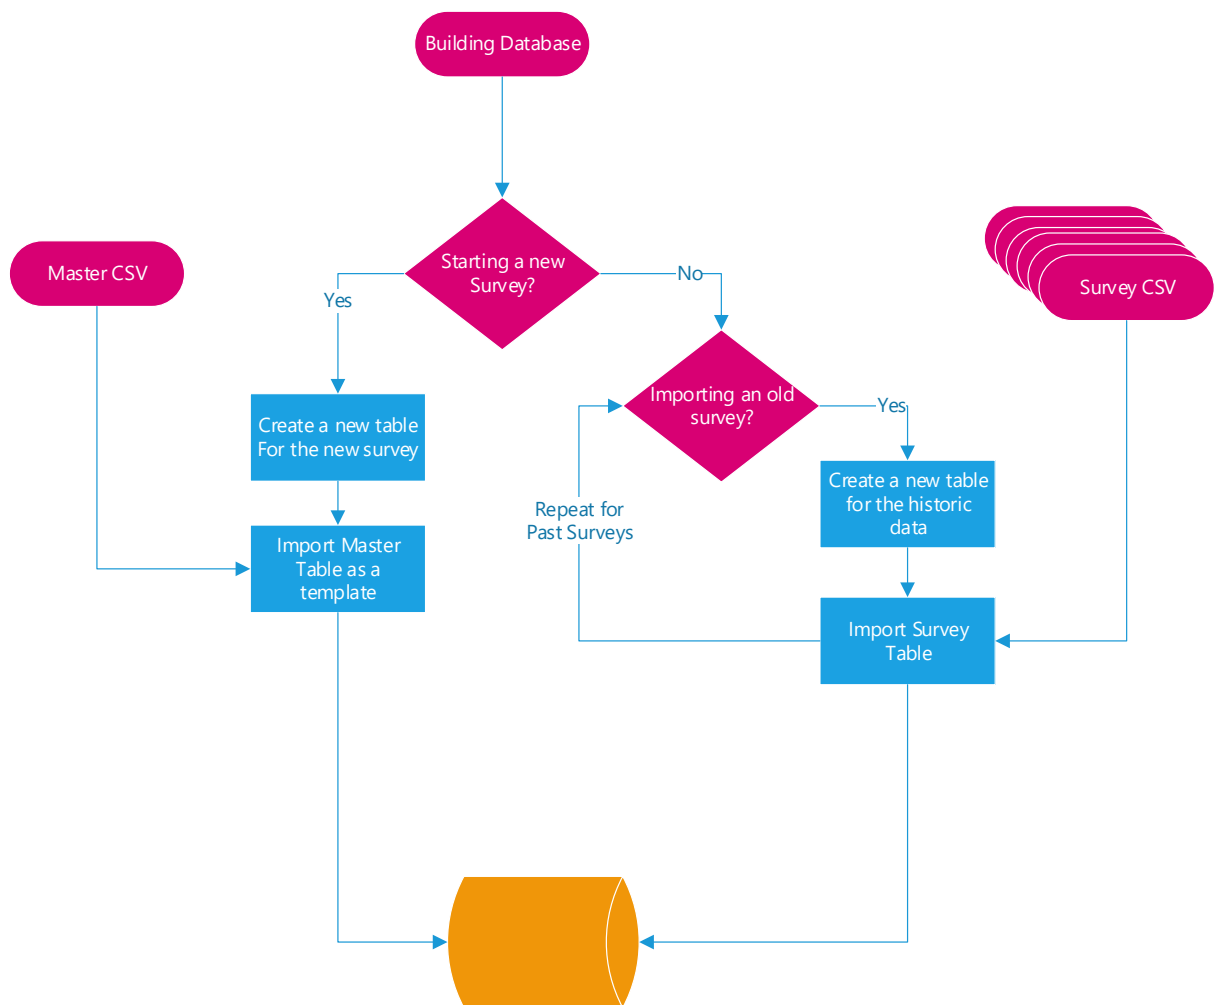 Building Database
Starting a new
Survey?
Master CSV
Survey CSV
Yes
No
Importing an old
survey?
Yes
Create a new table
For the new survey
Create a new table
for the historic
data
Repeat for
Past Surveys
Import Master
Table as a
template
Import Survey
Table